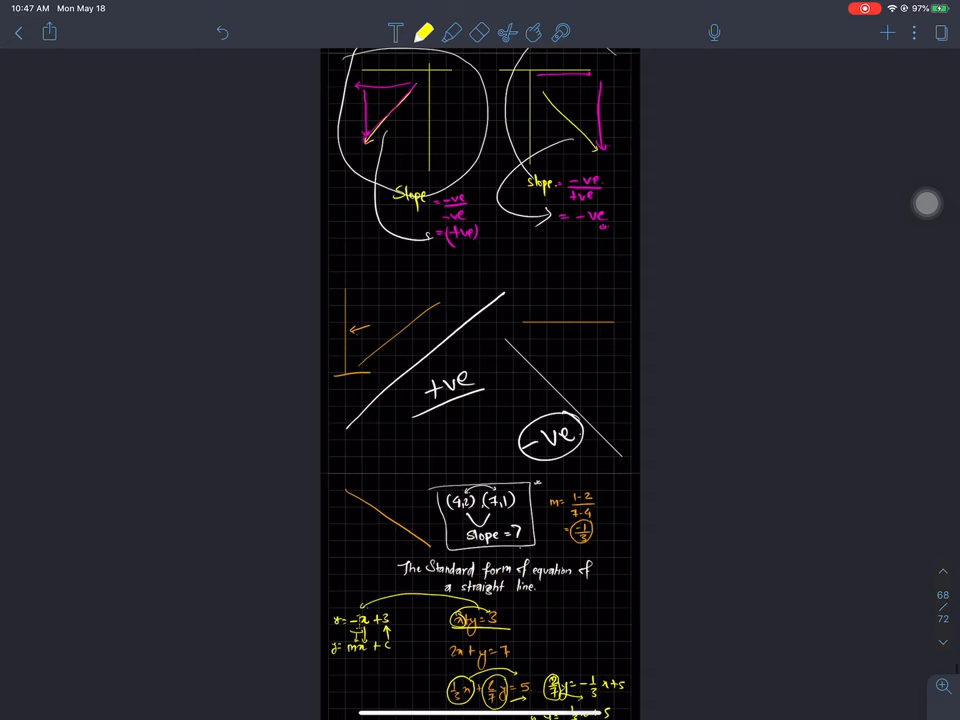 10:47 AM Mon May 18
97%
T
Slope = -ve/-ve
= (+ve)
slope = -ve/+ve
= -ve
+ve
-ve
(4,2) (7,1)
slope = ?
m = 1-2/7-4
= -1/3
The Standard form of equation of
a straight line.
y = -x + 3
y = mx + c
x+y = 3
2x + y = 7
68
/
72